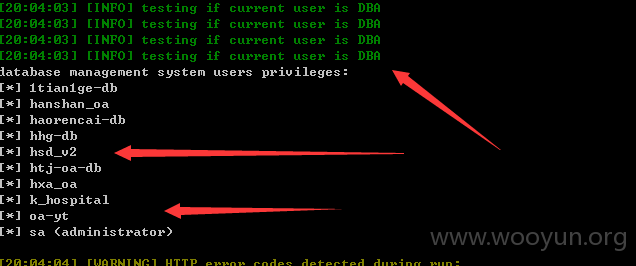 [20:04:03] [INFO] testing if current user is DBA
[20:04:03] [INFO] testing if current user is DBA
[20:04:03] [INFO] testing if current user is DBA
[20:04:03] [INFO] testing if current user is DBA
database management system users privileges:
[*] 1tian1ge-db
[*] hanshan_oa
[*] haorencai-db
[*] hhg-db
[*] hsd_v2
[*] htj-oa-db
[*] hxa_oa
[*] k_hospital
[*] oa-yt
[*] sa (administrator)
www.wooyun.org
[20:04:04] [WARNING] HTTP error codes detected during run: